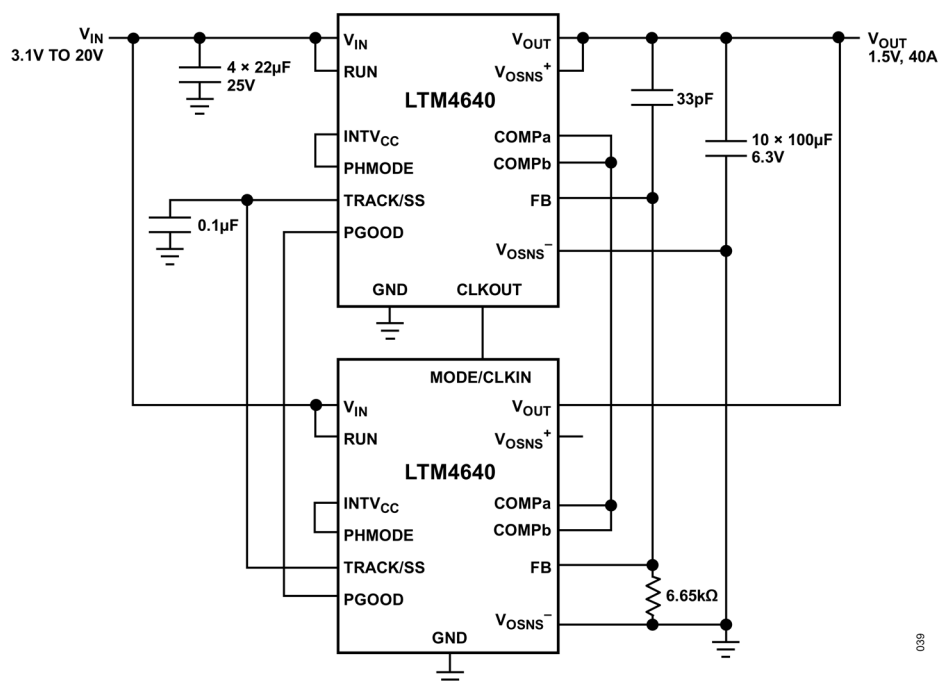 VIN
3.1V TO 20V
4 × 22µF
25V
0.1µF
VIN
RUN
INTVCC
PHMODE
TRACK/SS
PGOOD
GND
LTM4640
CLKOUT
VOUT
VOSNS+
COMPa
COMPb
FB
VOSNS−
33pF
10 × 100µF
6.3V
VOUT
1.5V, 40A
MODE/CLKIN
VIN
RUN
INTVCC
PHMODE
TRACK/SS
PGOOD
GND
LTM4640
VOUT
VOSNS+
COMPa
COMPb
FB
VOSNS−
6.65kΩ
039